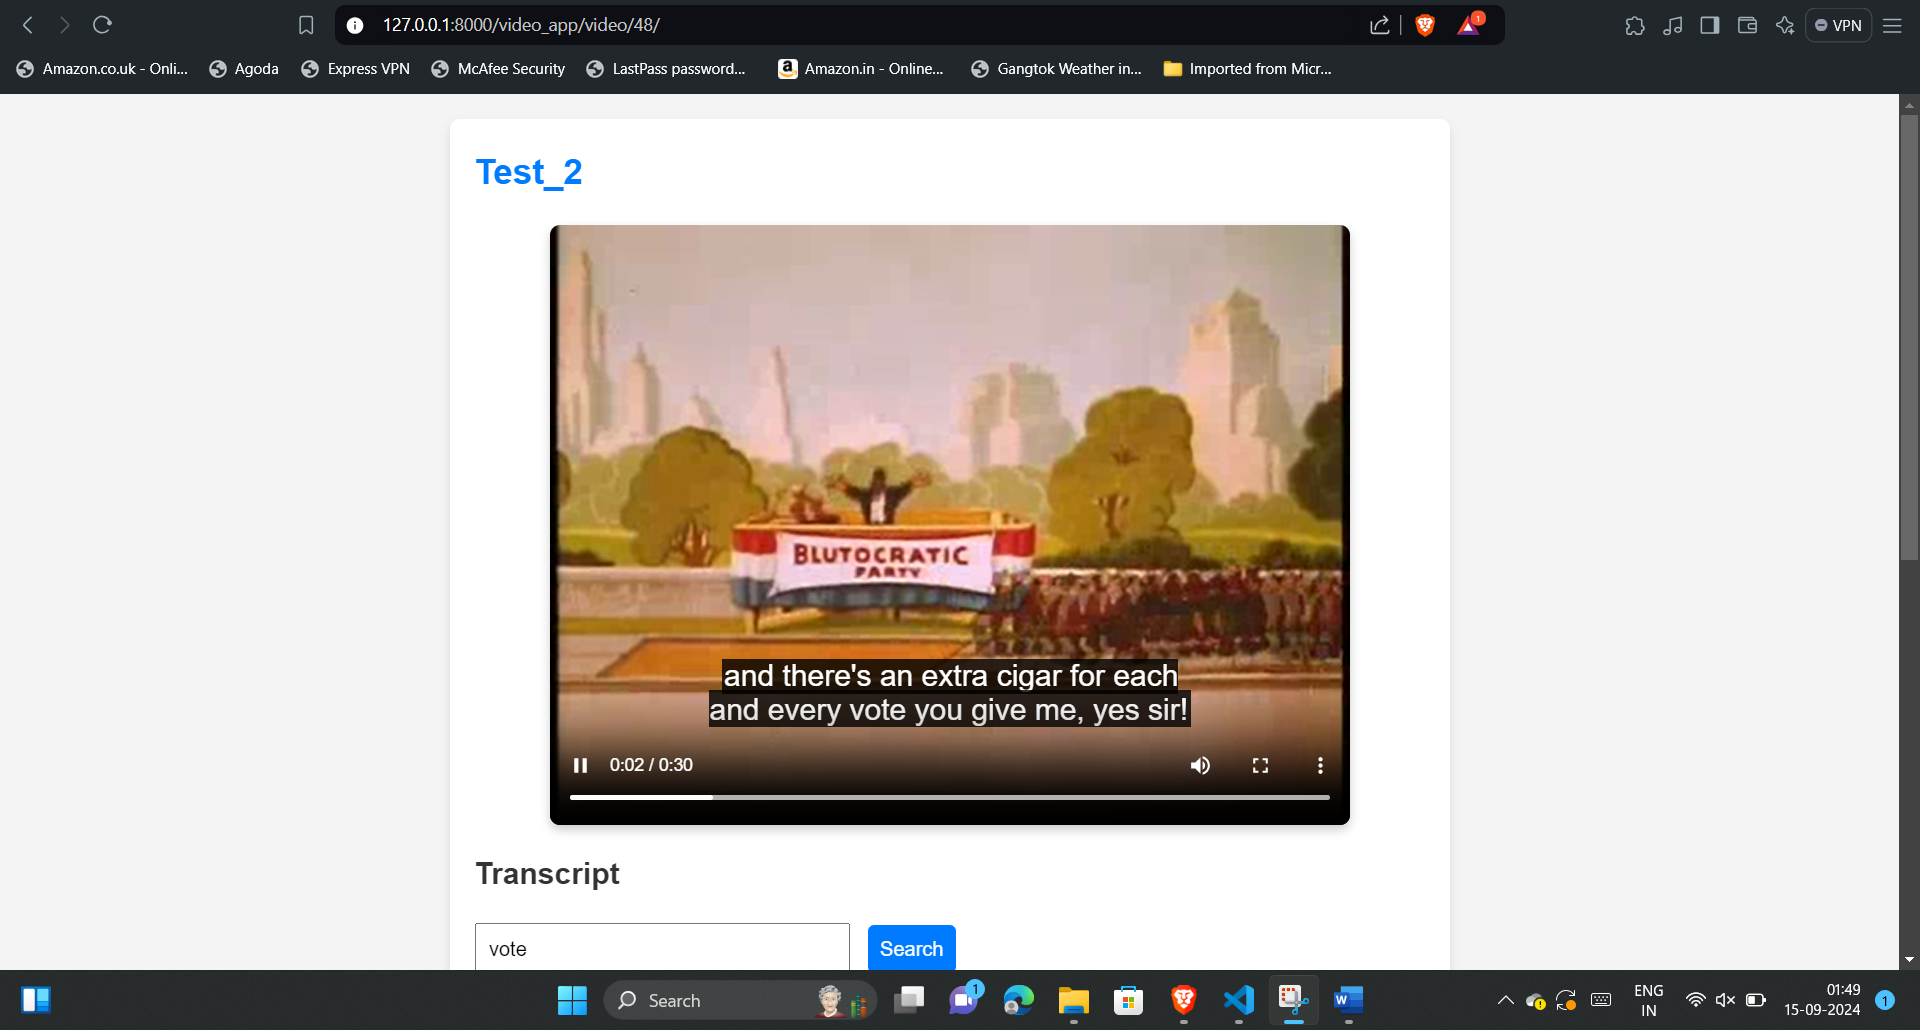 127.0.0.1:8000/video_app/video/48/
1
VPN
Amazon.co.uk - Onli...
Agoda
Express VPN
McAfee Security
LastPass password...
Amazon.in - Online...
Gangtok Weather in...
Imported from Micr...
Test_2
BLUTOCRATIC
PARTY
and there's an extra cigar for each
and every vote you give me, yes sir!
0:02 / 0:30
Transcript
vote
Search
Search
1
ENG
IN
01:49
15-09-2024
1